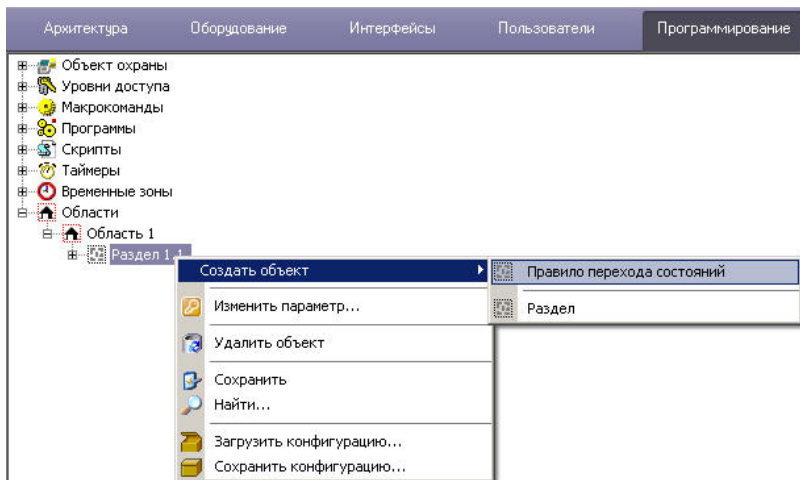 Архитектура Оборудование Интерфейсы Пользователи Программирование
Объект охраны
Уровни доступа
Макрокоманды
Программы
Скрипты
Таймеры
Временные зоны
Области
Область 1
Раздел 1.1
Создать объект
Правило перехода состояний
Изменить параметр...
Раздел
Удалить объект
Сохранить
Найти...
Загрузить конфигурацию...
Сохранить конфигурацию...